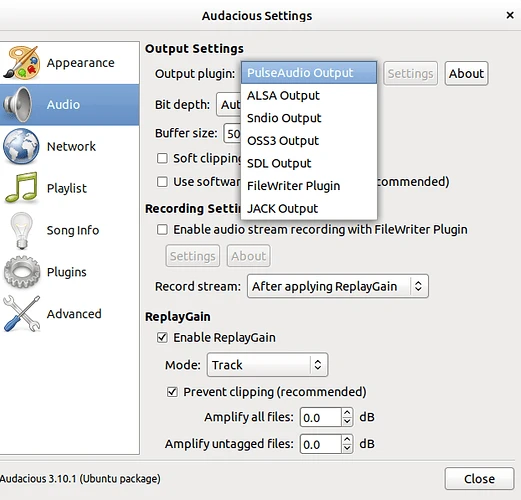 Audacious Settings
Appearance
Audio
Network
Playlist
Song Info
Plugins
Advanced
Output Settings
Output plugin:
PulseAudio Output
ALSA Output
Sndio Output
OSS3 Output
SDL Output
FileWriter Plugin
JACK Output
Settings
About
Bit depth:
Buffer size:
Soft clipping
Use softwar
Recording Settin
Enable audio stream recording with FileWriter Plugin
Settings About
Record stream: After applying ReplayGain
ReplayGain
Enable ReplayGain
Mode: Track
Prevent clipping (recommended)
Amplify all files: 0.0 dB
Amplify untagged files: 0.0 dB
Audacious 3.10.1 (Ubuntu package)
Close